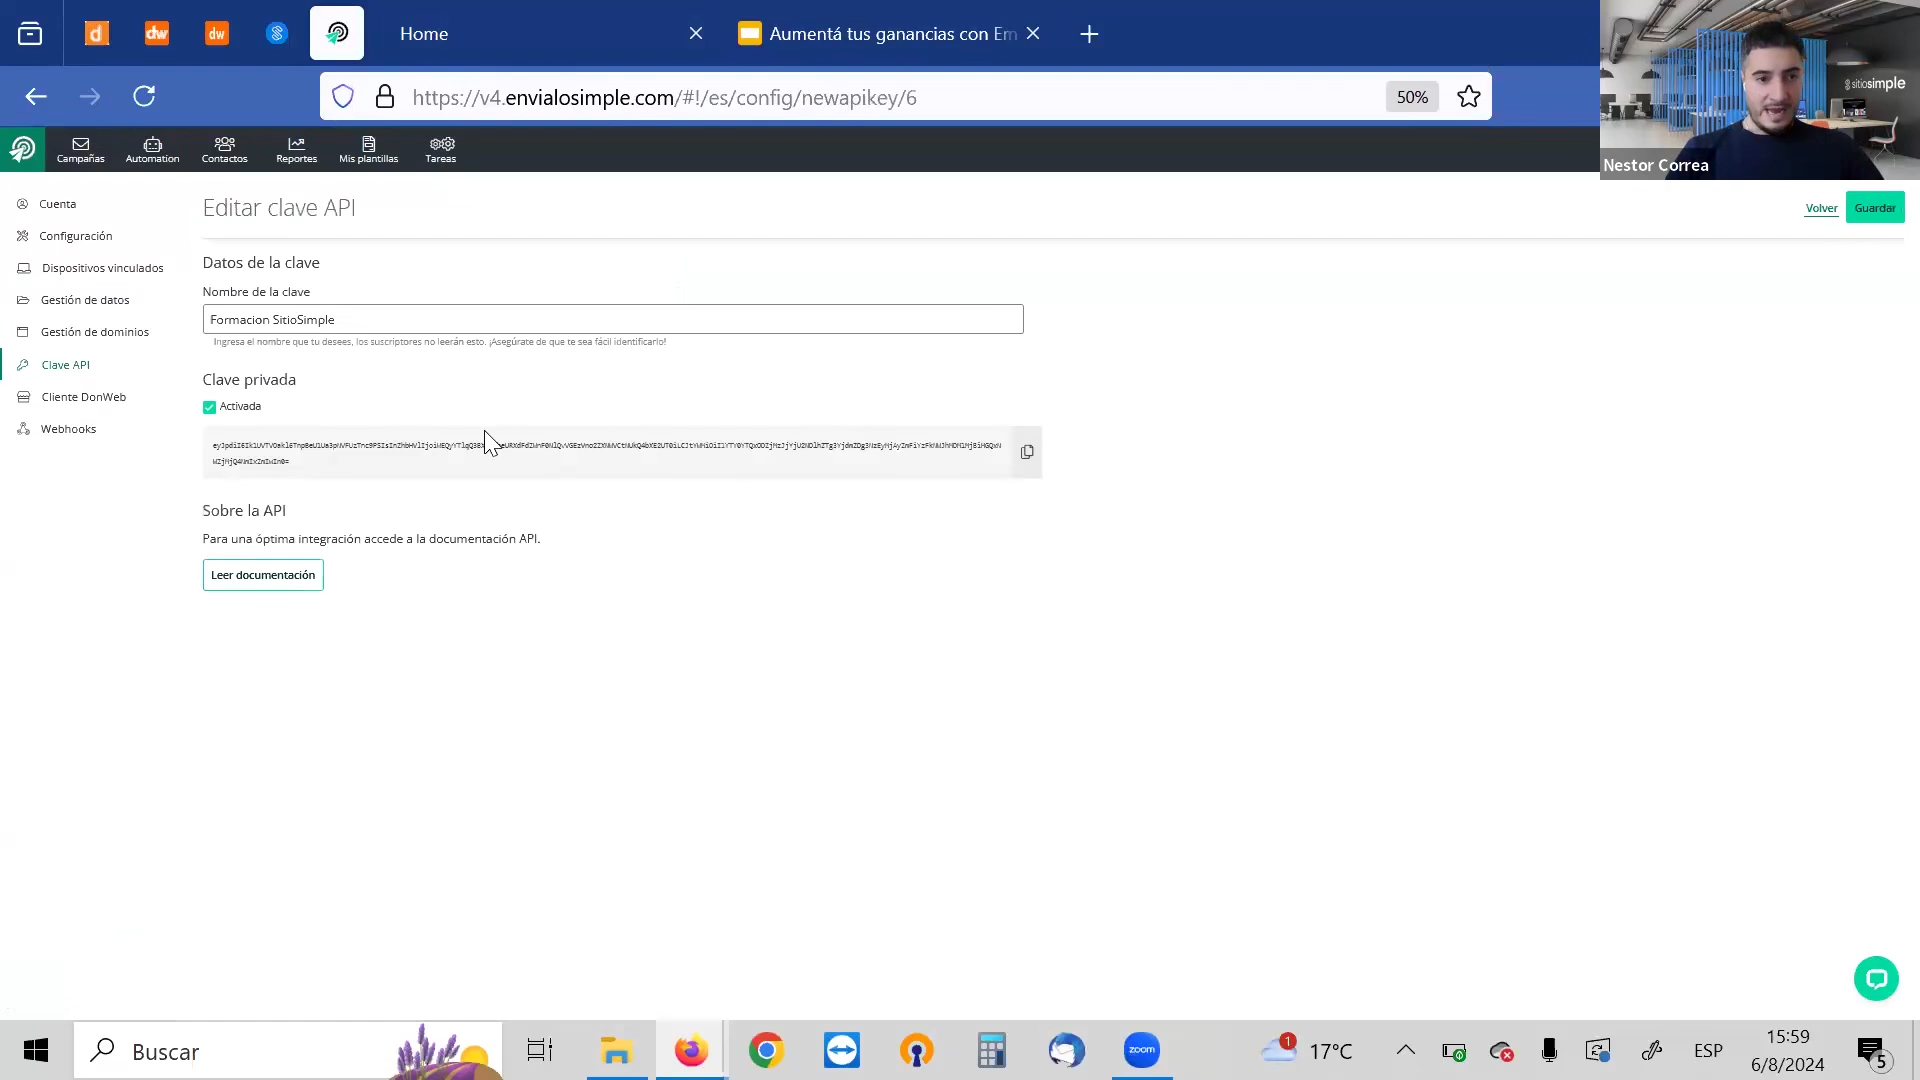 Home
Aumentá tus ganancias con Em
https://v4.envialosimple.com/#!/es/config/newapikey/6
50%
sitiosimple
Nestor Correa
Campañas
Automation
Contactos
Reportes
Mis plantillas
Tareas
Cuenta
Configuración
Dispositivos vinculados
Gestión de datos
Gestión de dominios
Clave API
Cliente DonWeb
Webhooks
Editar clave API
Volver
Guardar
Datos de la clave
Nombre de la clave
Formacion SitioSimple
Ingresa el nombre que tu desees, los suscriptores no leerán esto. ¡Asegúrate de que te sea fácil identificarlo!
Clave privada
Activada
Sobre la API
Para una óptima integración accede a la documentación API.
Leer documentación
Buscar
zoom
1
17°C
ESP
15:59
6/8/2024
5